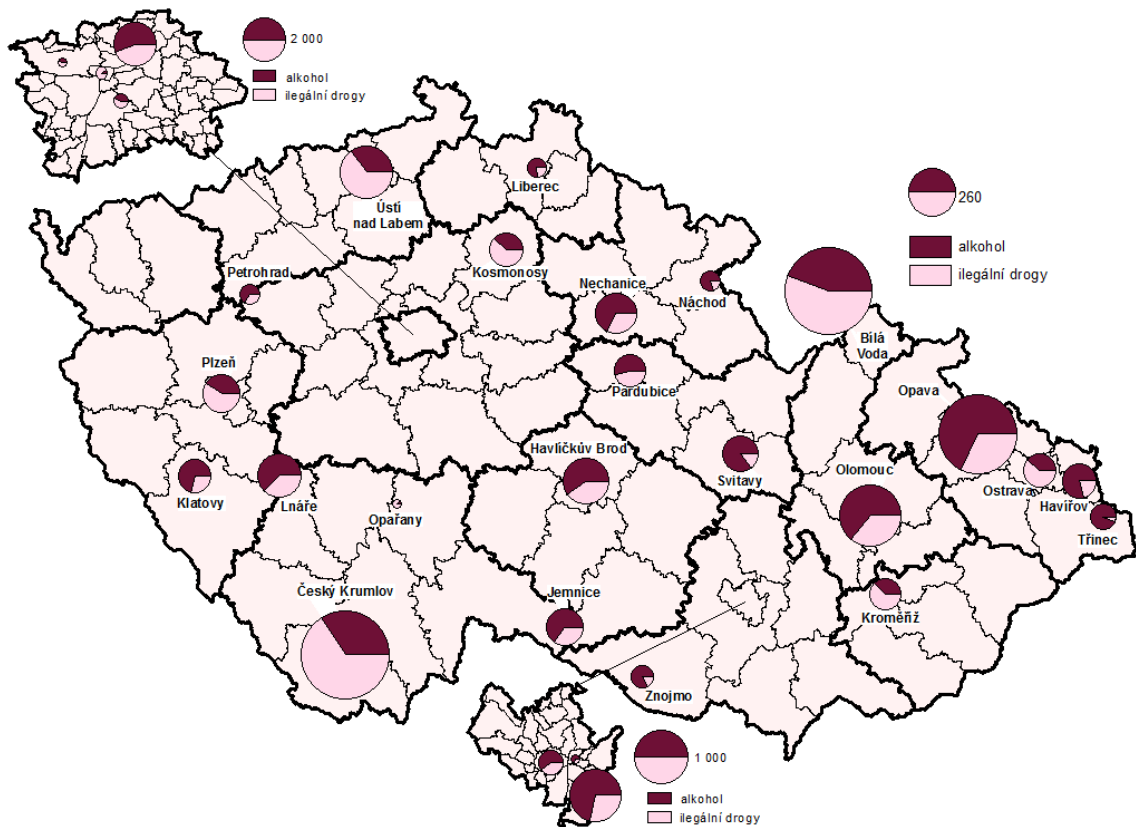 2 000
alkohol
ilegální drogy
Liberec
Ústí
nad Labem
260
alkohol
ilegální drogy
Petrohrad
Kosmonosy
Nechanice
Náchod
Bílá
Voda
Plzeň
Pardubice
Opava
Havlíčkův Brod
Svitavy
Olomouc
Klatovy
Lnáře
Opařany
Ostrava
Havířov
Třinec
Český Krumlov
Jemnice
Kroměříž
Znojmo
1 000
alkohol
ilegální drogy